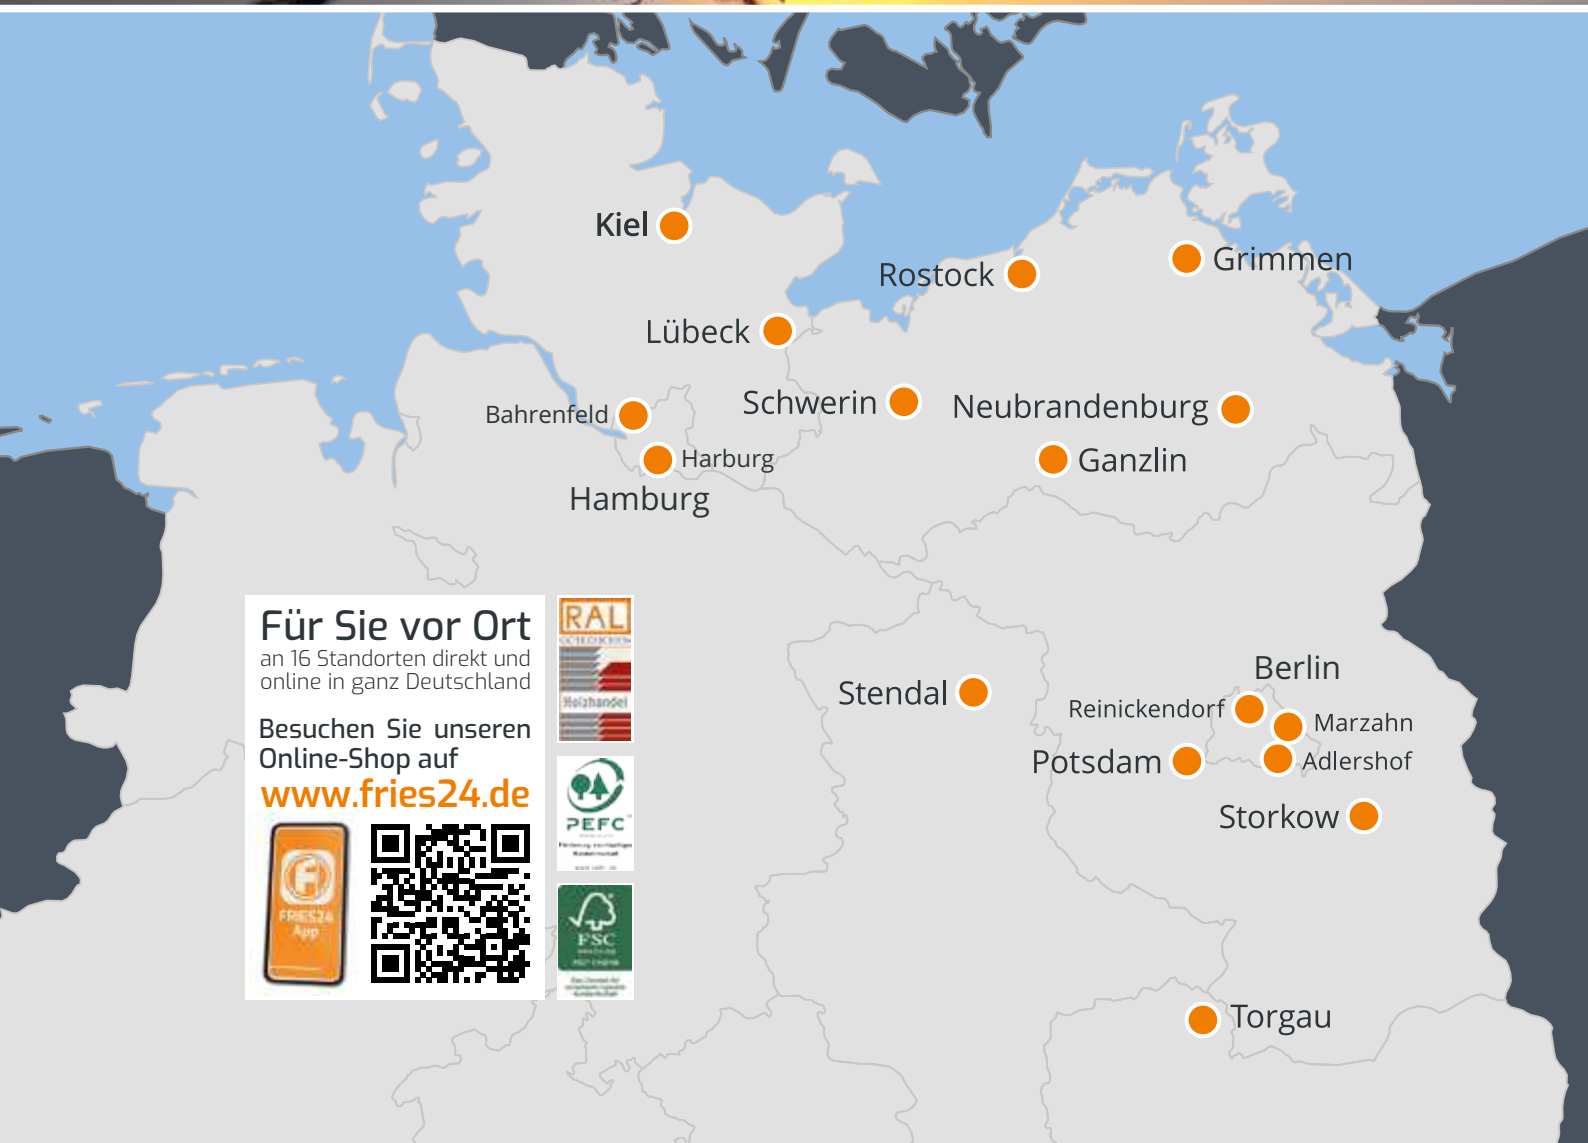 Kiel
Grimmen
Rostock
Lübeck
Schwerin
Neubrandenburg
Bahrenfeld
Harburg
Ganzlin
Hamburg
Für Sie vor Ort
an 16 Standorten direkt und
online in ganz Deutschland
Besuchen Sie unseren
Online-Shop auf
www.fries24.de
FRIES24
App
RAL
Holzhandel
PEFC
FSC
Stendal
Berlin
Reinickendorf
Marzahn
Potsdam
Adlershof
Storkow
Torgau